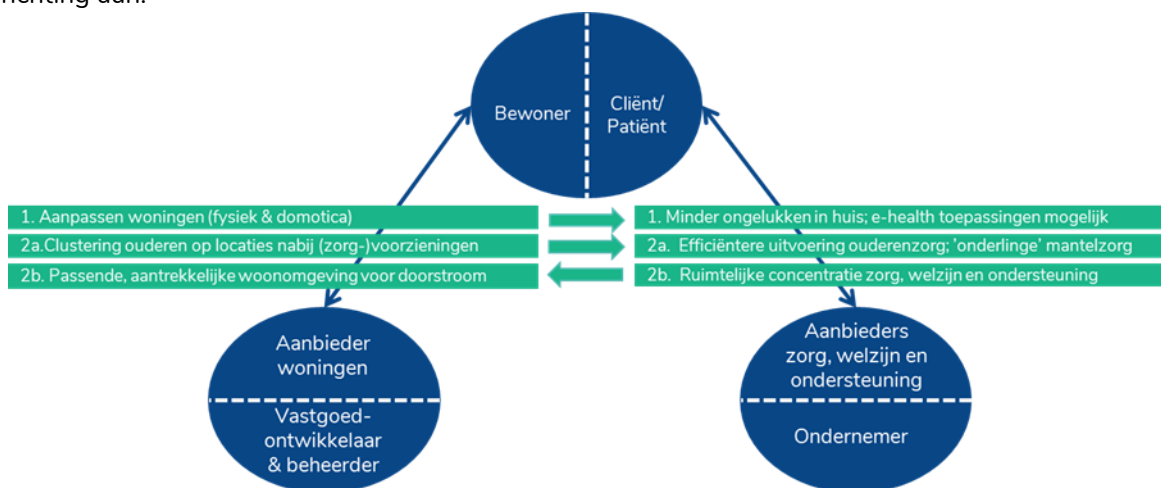 Bewoner
Cliënt/
Patiënt
1. Aanpassen woningen (fysiek & domotica)
1. Minder ongelukken in huis; e-health toepassingen mogelijk
2a.Clustering ouderen op locaties nabij (zorg-)voorzieningen
2a. Efficiëntere uitvoering ouderenzorg; 'onderlinge' mantelzorg
2b. Passende, aantrekkelijke woonomgeving voor doorstroom
2b. Ruimtelijke concentratie zorg, welzijn en ondersteuning
Aanbieder
woningen
Vastgoed-
ontwikkelaar
& beheerder
Aanbieders
zorg, welzijn en
ondersteuning
Ondernemer